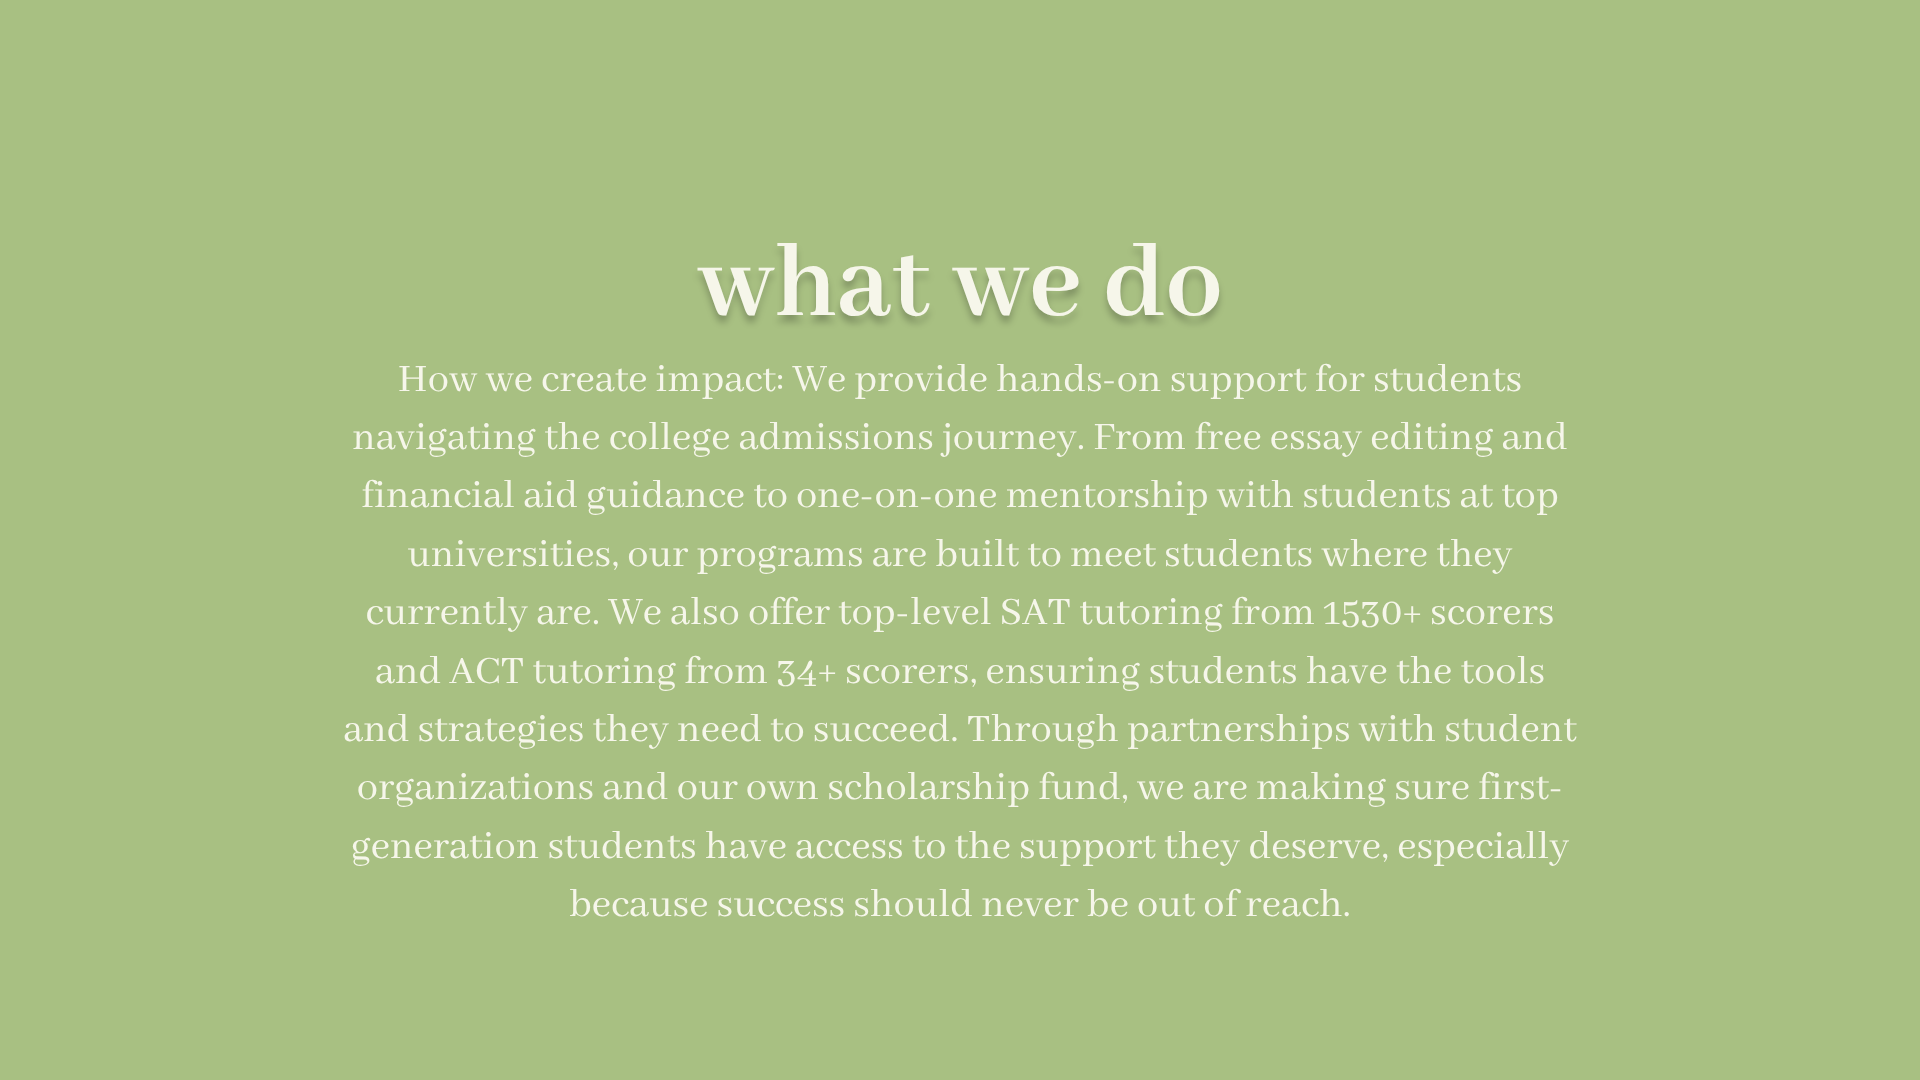 what we do
How we create impact: We provide hands-on support for students
navigating the college admissions journey. From free essay editing and
financial aid guidance to one-on-one mentorship with students at top
universities, our programs are built to meet students where they
currently are. We also offer top-level SAT tutoring from 1530+ scorers
and ACT tutoring from 34+ scorers, ensuring students have the tools
and strategies they need to succeed. Through partnerships with student
organizations and our own scholarship fund, we are making sure first-
generation students have access to the support they deserve, especially
because success should never be out of reach.